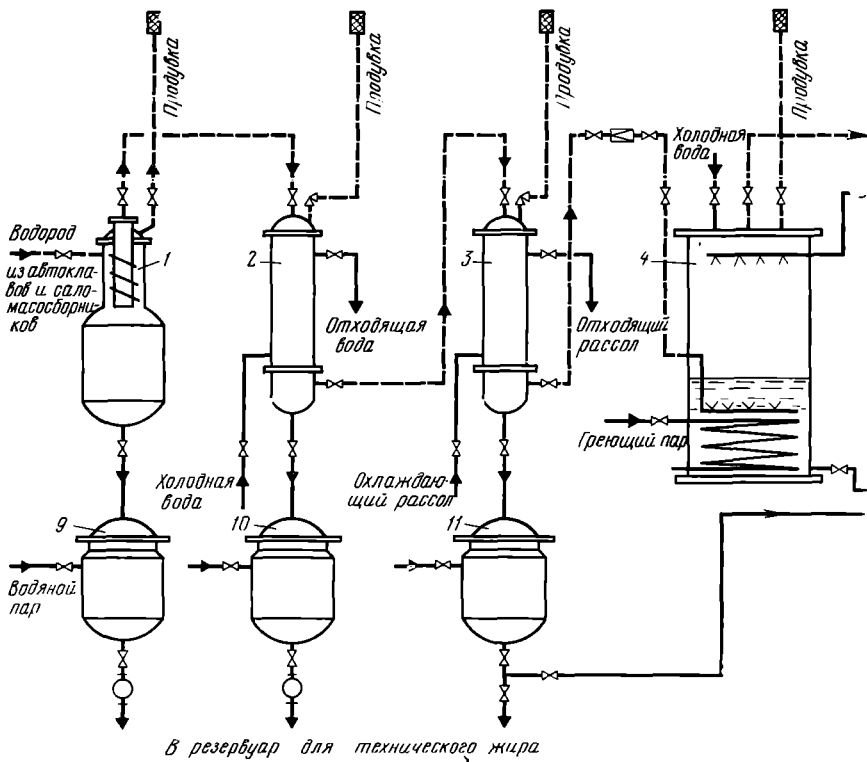 Продувка
Продувка
Продувка
Продувка
Холодная
вода
Водород
из автокла-
вов и сало-
масосборни-
ков
1
2
3
4
Отходящая
вода
Отходящий
рассол
Греющий пар
Холодная
вода
Охлаждаю-
щий рассол
9
10
11
Водяной
пар
В резервуар для технического жира